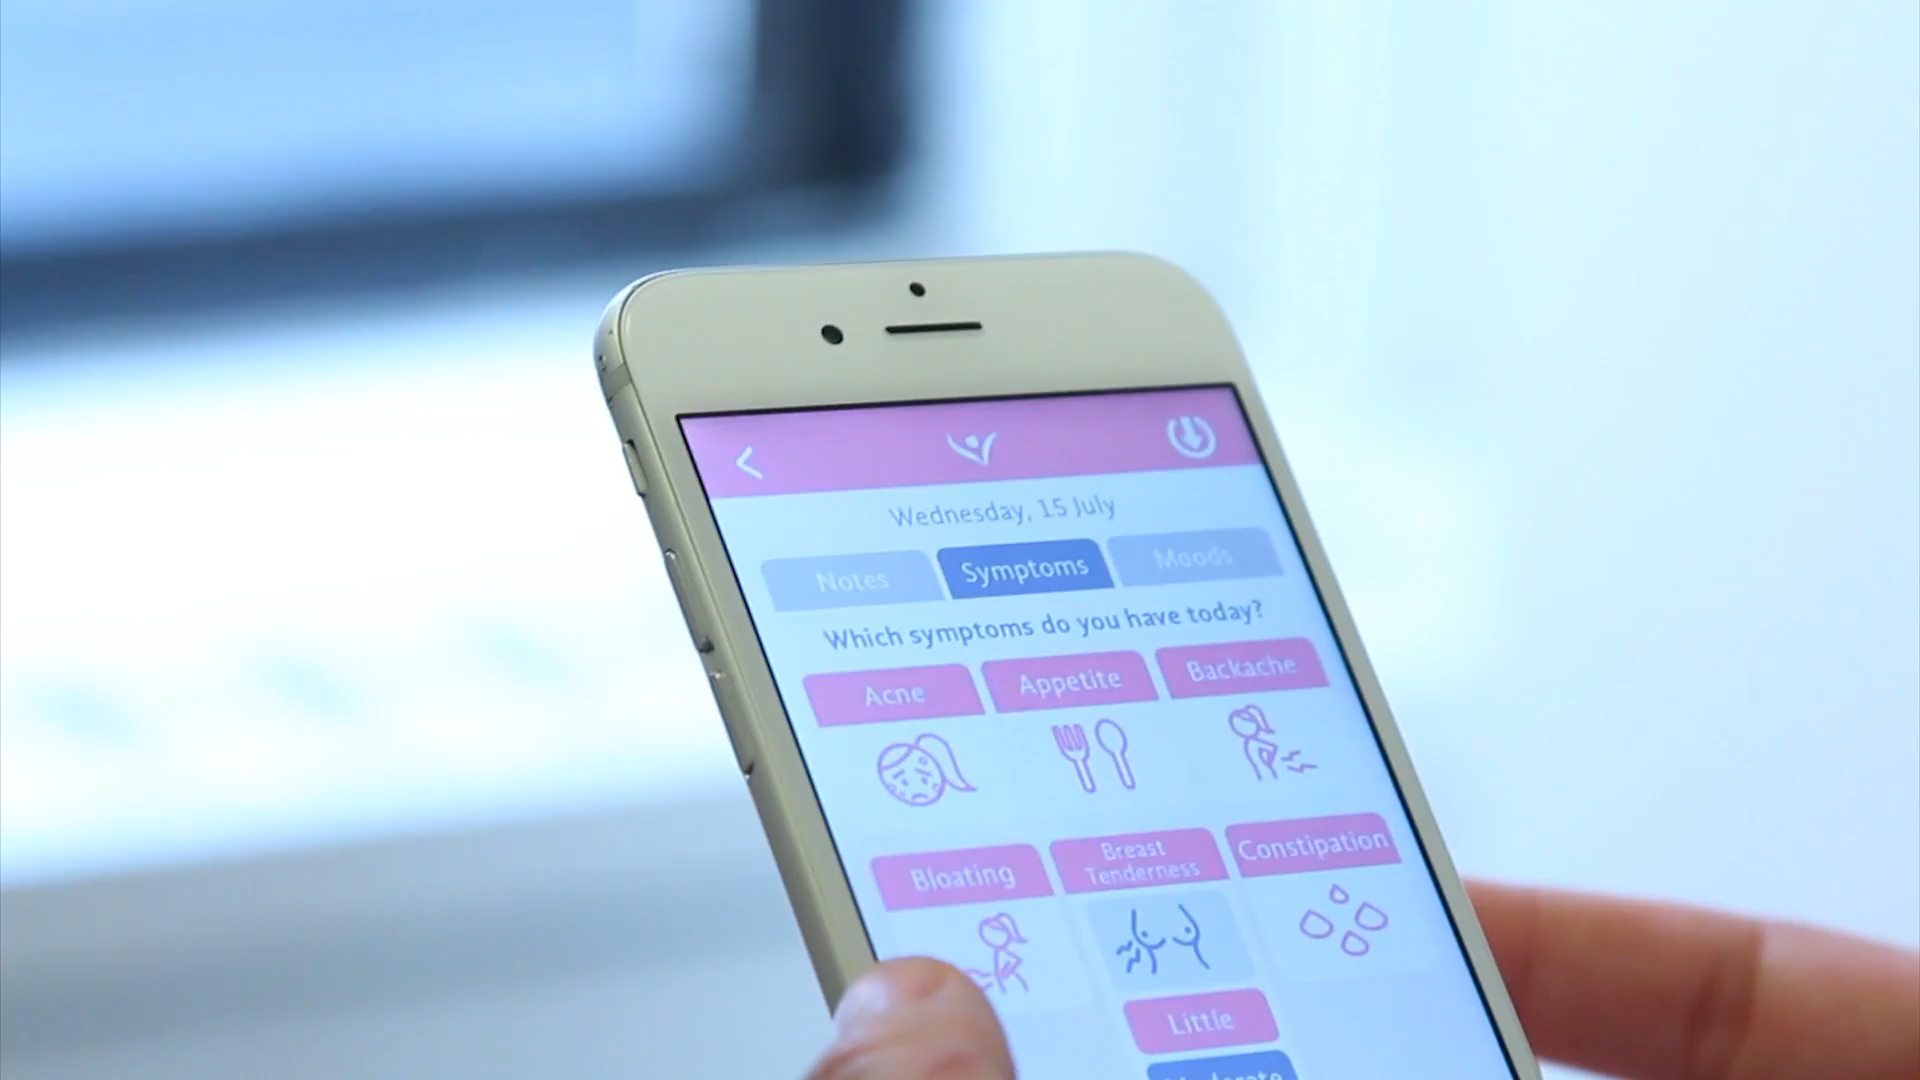 Wednesday, 15 July
Notes Symptoms Moods
Which symptoms do you have today?
Acne Appetite Backache
Bloating Breast Tenderness Constipation
Little
Moderate